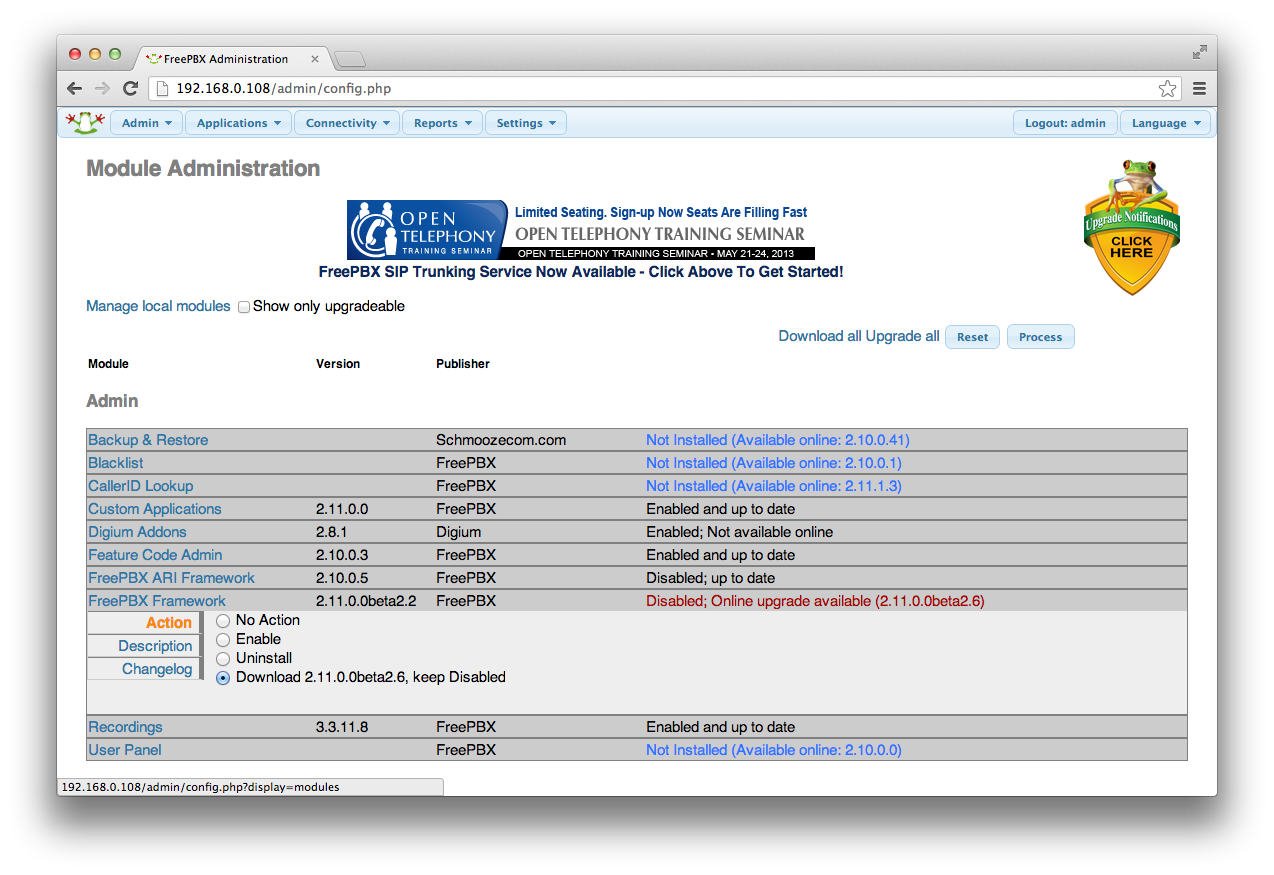 FreePBX Administration
192.168.0.108/admin/config.php
Admin Applications Connectivity Reports Settings Logout: admin Language
Module Administration
OPEN TELEPHONY TRAINING SEMINAR
Limited Seating. Sign-up Now Seats Are Filling Fast
OPEN TELEPHONY TRAINING SEMINAR
OPEN TELEPHONY TRAINING SEMINAR • MAY 21-24, 2013
FreePBX SIP Trunking Service Now Available - Click Above To Get Started!
Upgrade Notifications
CLICK
HERE
Manage local modules Show only upgradeable
Download all Upgrade all Reset Process
Module Version Publisher
Admin
Backup & Restore Schmoozecom.com Not Installed (Available online: 2.10.0.41)
Blacklist FreePBX Not Installed (Available online: 2.10.0.1)
CallerID Lookup FreePBX Not Installed (Available online: 2.11.1.3)
Custom Applications 2.11.0.0 FreePBX Enabled and up to date
Digium Addons 2.8.1 Digium Enabled; Not available online
Feature Code Admin 2.10.0.3 FreePBX Enabled and up to date
FreePBX ARI Framework 2.10.0.5 FreePBX Disabled; up to date
FreePBX Framework 2.11.0.0beta2.2 FreePBX Disabled; Online upgrade available (2.11.0.0beta2.6)
Action No Action
Enable
Description
Uninstall
Changelog
Download 2.11.0.0beta2.6, keep Disabled
Recordings 3.3.11.8 FreePBX Enabled and up to date
User Panel FreePBX Not Installed (Available online: 2.10.0.0)
192.168.0.108/admin/config.php?display=modules